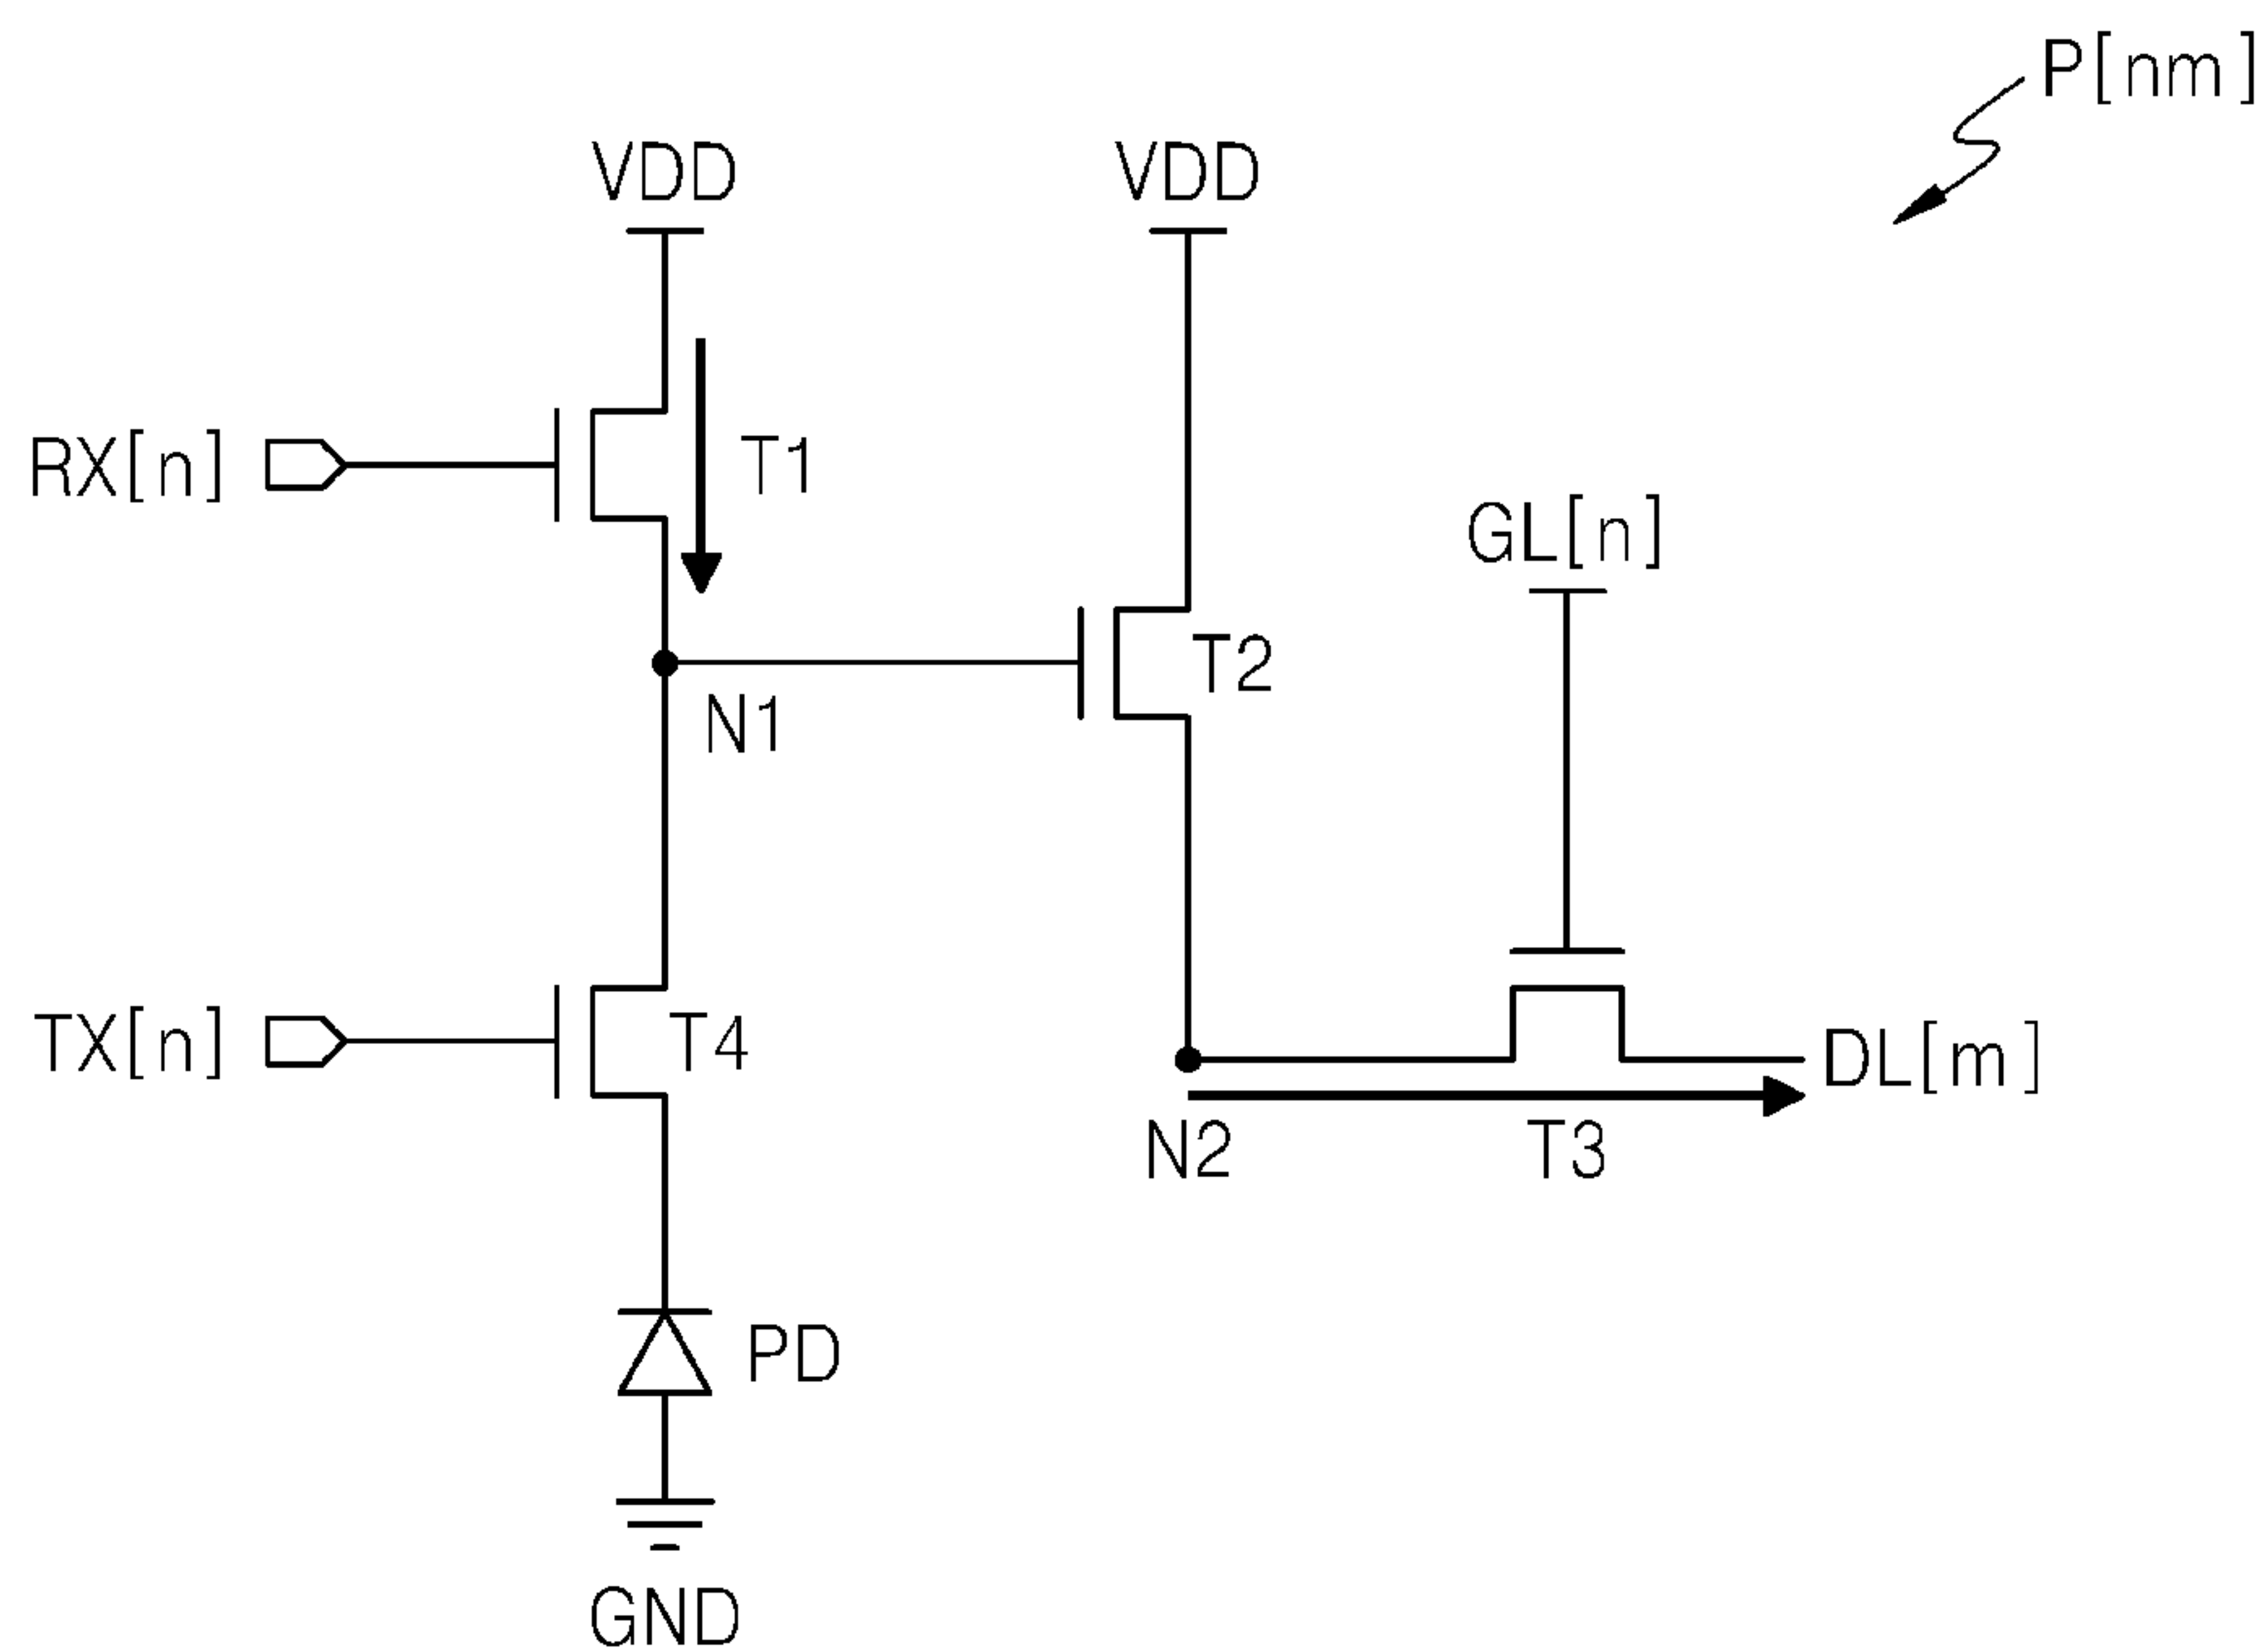 P[nm]
VDD
VDD
RX[n]
T1
GL[n]
T2
N1
TX[n]
T4
DL[m]
N2
T3
PD
GND